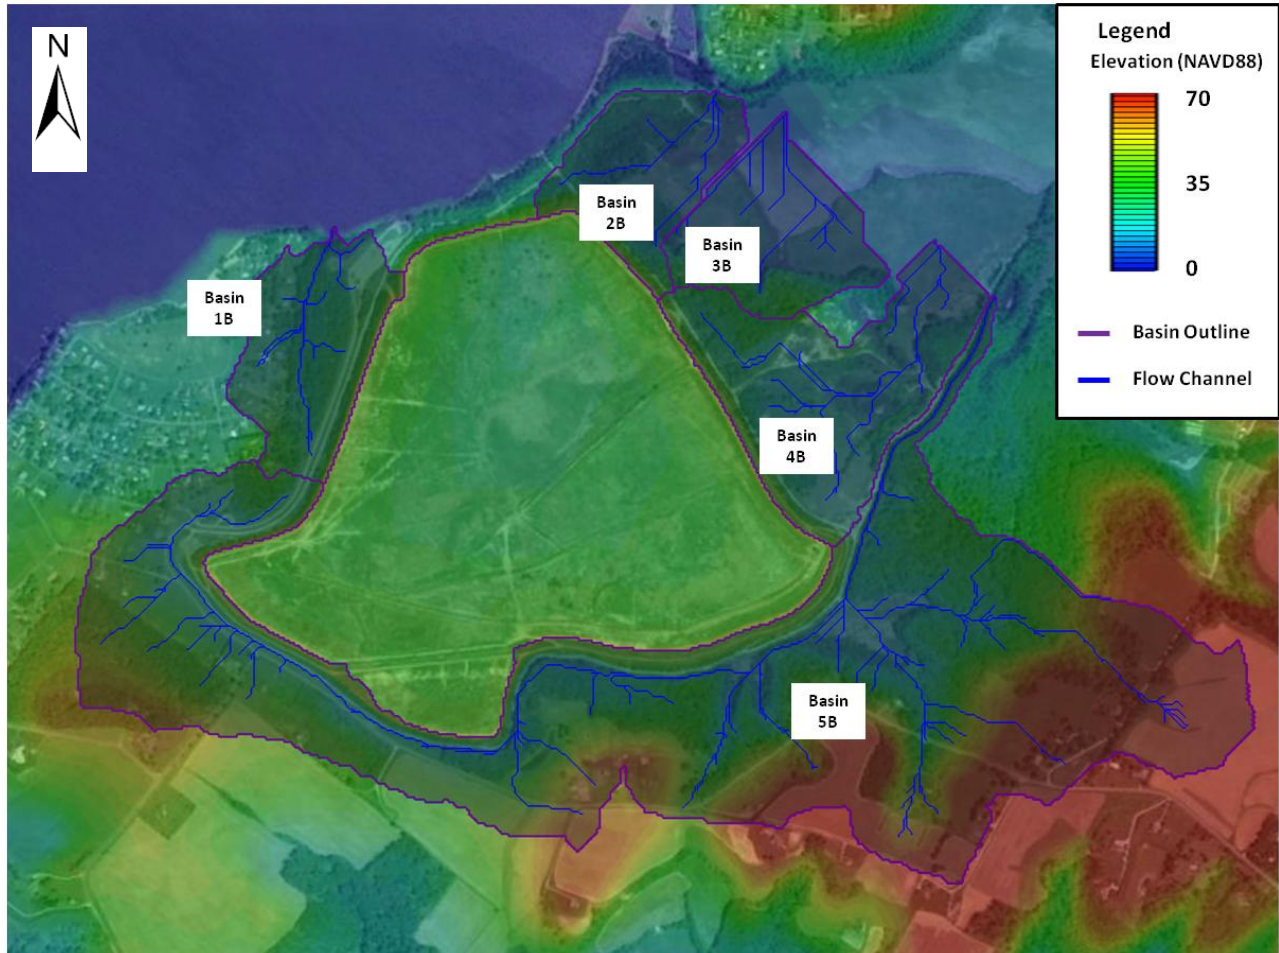 N
Legend
Elevation (NAVD88)
70
35
0
Basin Outline
Flow Channel
Basin
1B
Basin
2B
Basin
3B
Basin
4B
Basin
5B